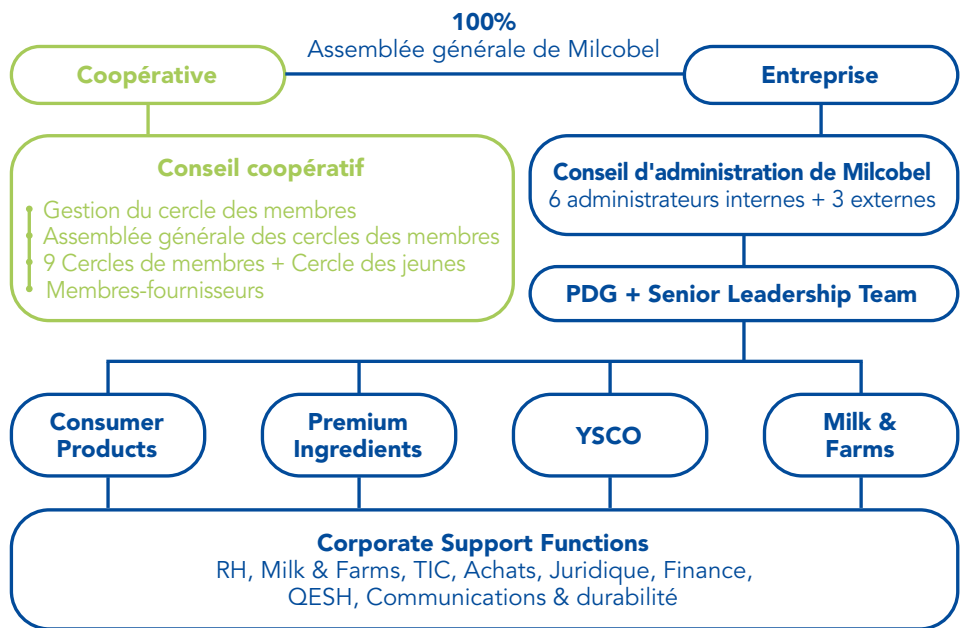 100%
Assemblée générale de Milcobel
Coopérative
Entreprise
Conseil coopératif
Gestion du cercle des membres
Assemblée générale des cercles des membres
9 Cercles de membres + Cercle des jeunes
Membres-fournisseurs
Conseil d'administration de Milcobel
6 administrateurs internes + 3 externes
PDG + Senior Leadership Team
Consumer
Products
Premium
Ingredients
YSCO
Milk &
Farms
Corporate Support Functions
RH, Milk & Farms, TIC, Achats, Juridique, Finance,
QESH, Communications & durabilité